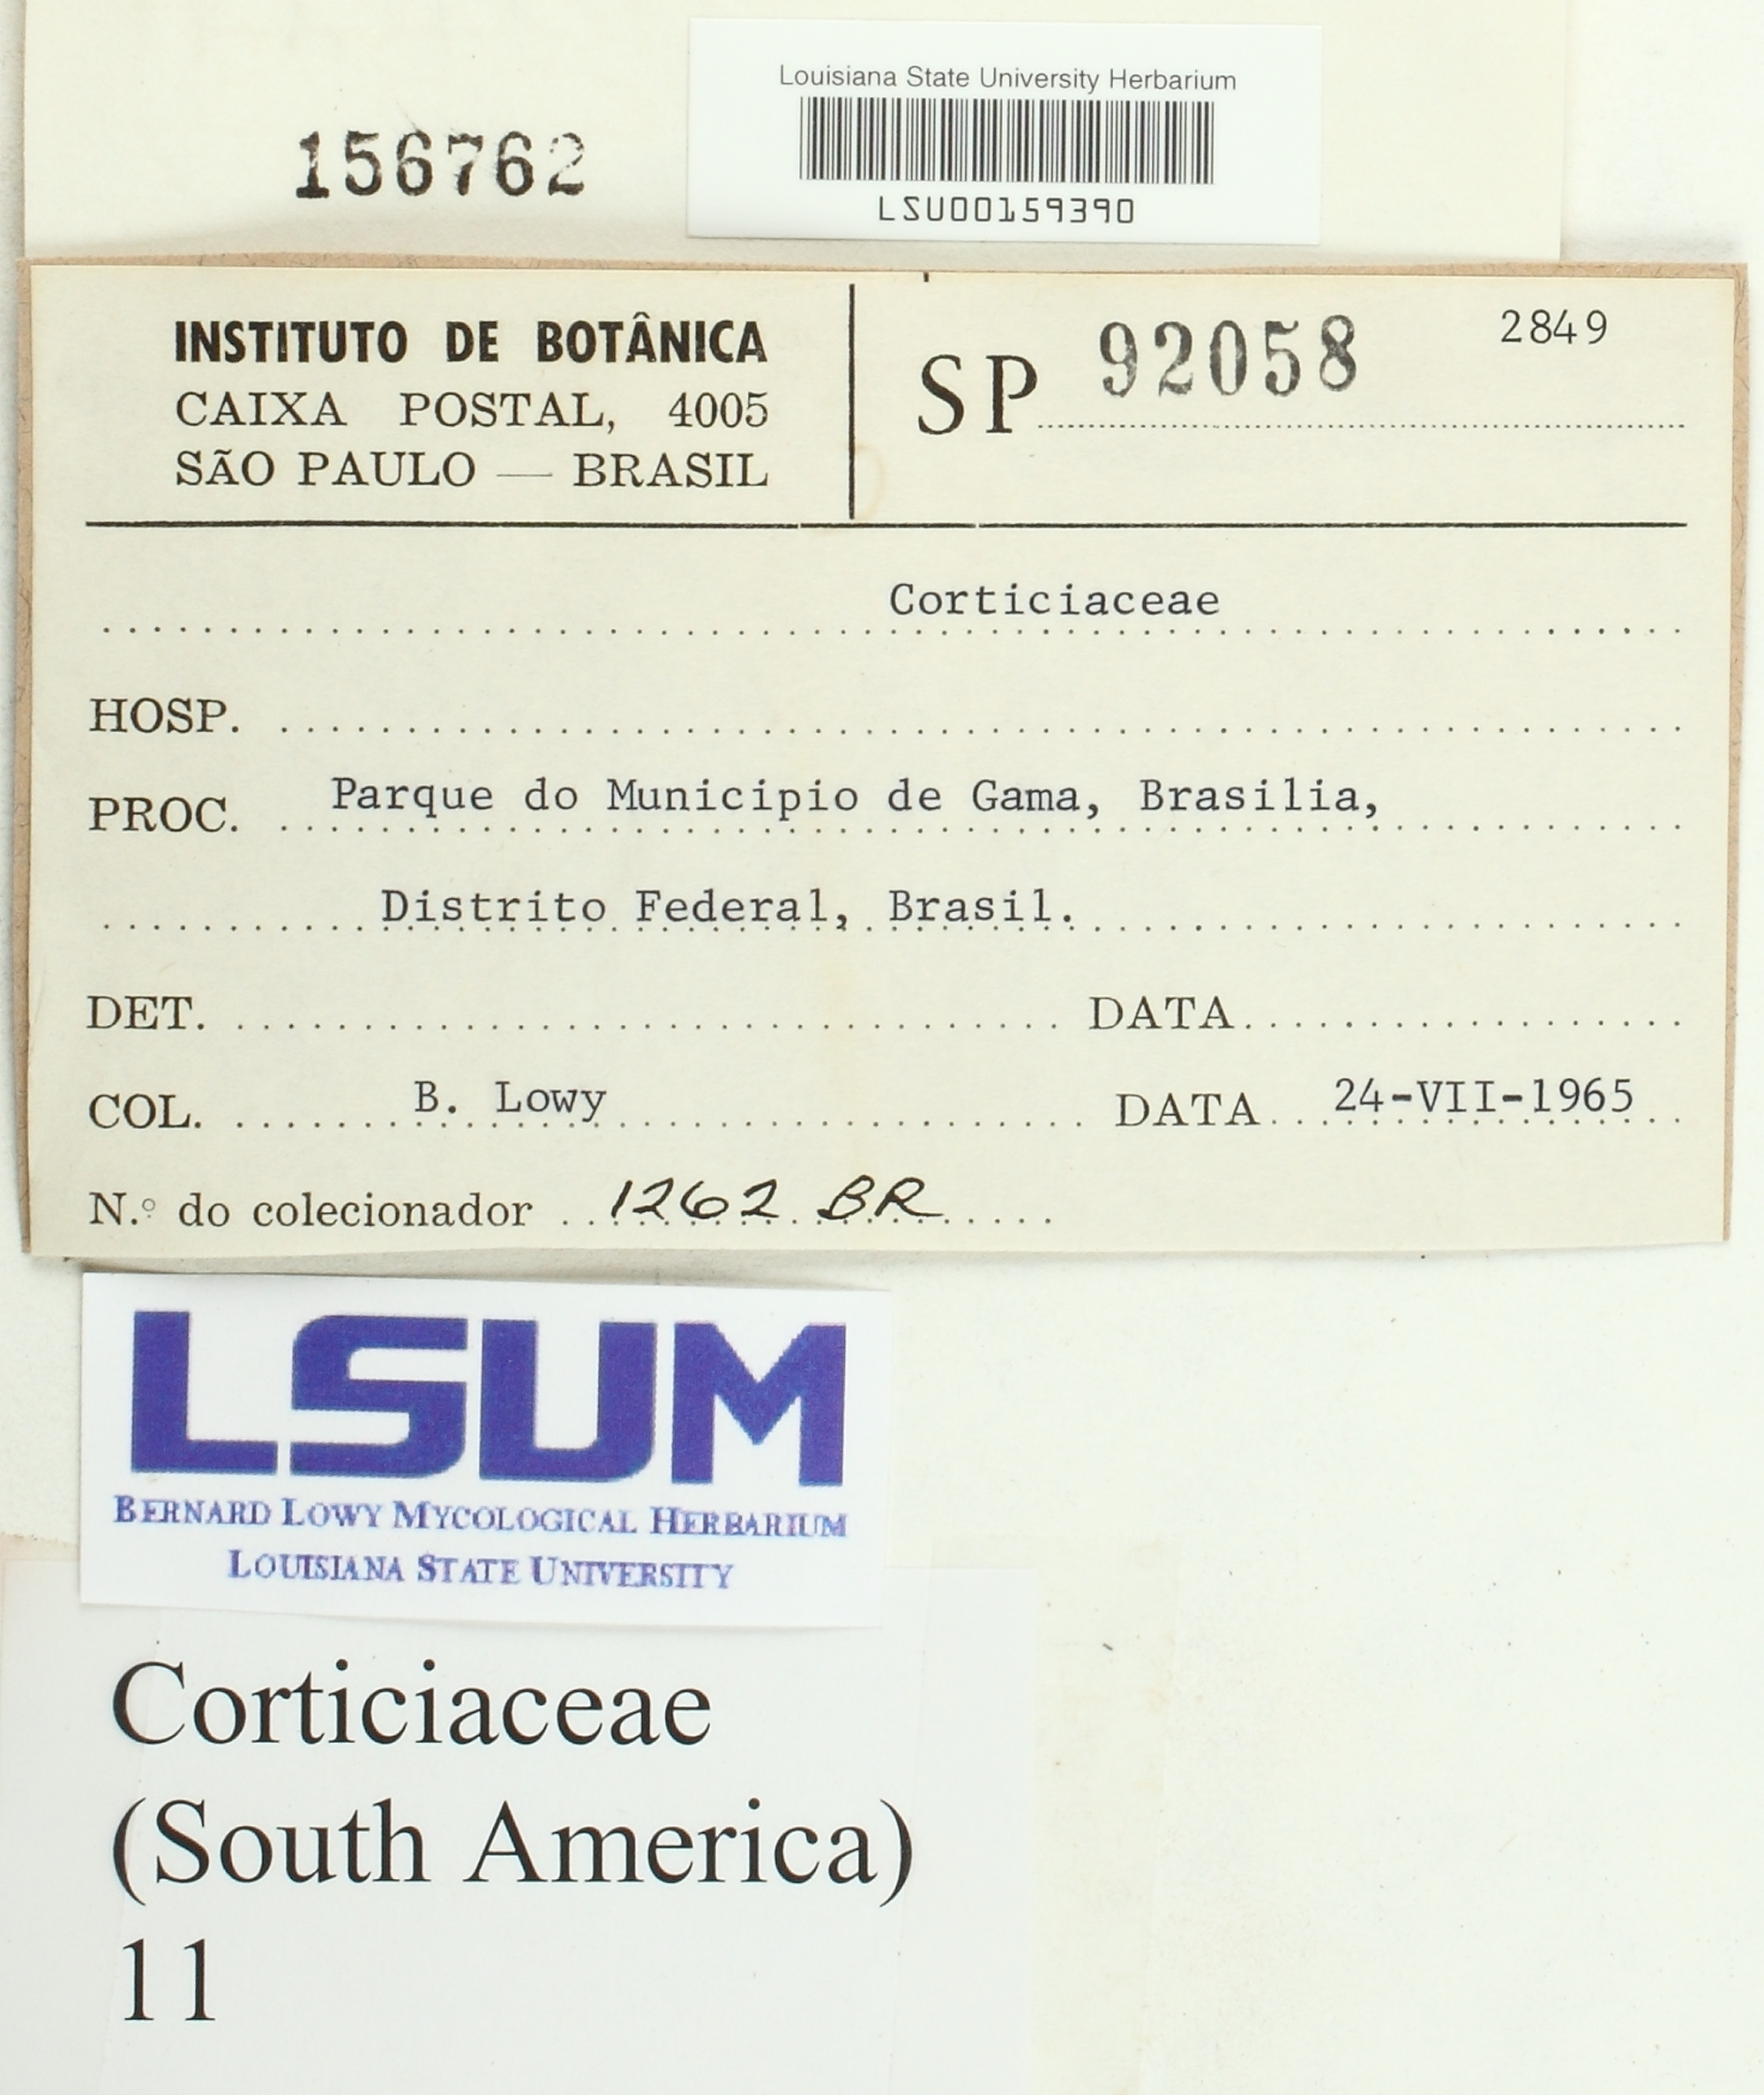 Louisiana State University Herbarium
156762
LSU00159390
INSTITUTO DE BOTÂNICA
CAIXA POSTAL, 4005
SÃO PAULO — BRASIL
SP 92058
2849
Corticiaceae
HOSP.
PROC. Parque do Municipio de Gama, Brasilia,
Distrito Federal, Brasil.
DET. DATA
COL. B. Lowy DATA 24-VII-1965
N.º do colecionador 1262 BR
LSUM
BERNARD LOWY MYCOLOGICAL HERBARIUM
LOUISIANA STATE UNIVERSITY
Corticiaceae
(South America)
11